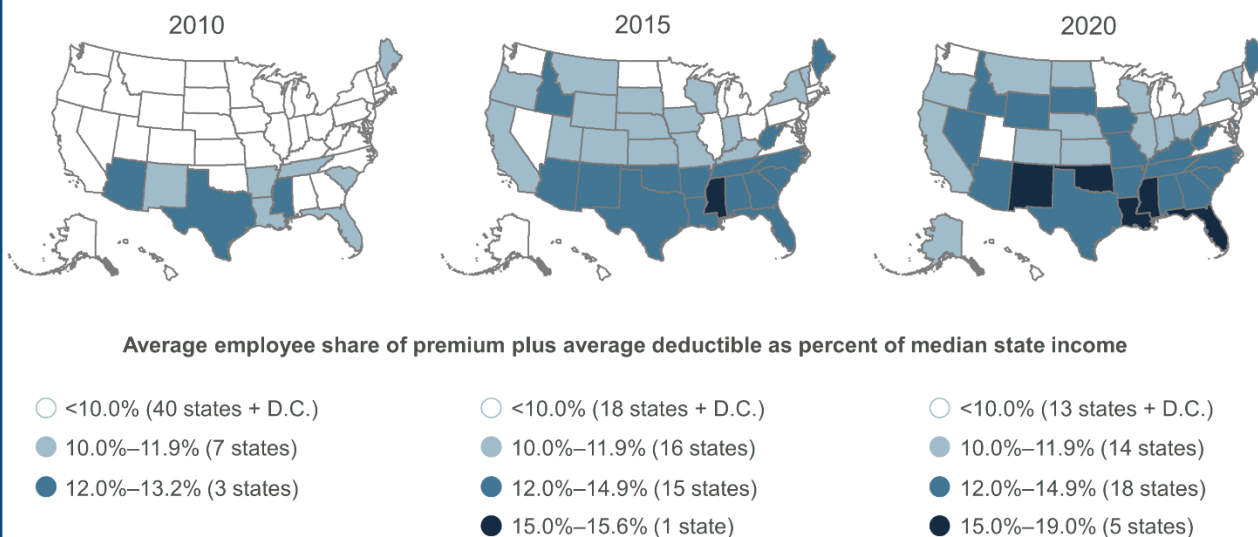 2010
2015
2020
Average employee share of premium plus average deductible as percent of median state income
<10.0% (40 states + D.C.)
10.0%–11.9% (7 states)
12.0%–13.2% (3 states)
<10.0% (18 states + D.C.)
10.0%–11.9% (16 states)
12.0%–14.9% (15 states)
15.0%–15.6% (1 state)
<10.0% (13 states + D.C.)
10.0%–11.9% (14 states)
12.0%–14.9% (18 states)
15.0%–19.0% (5 states)